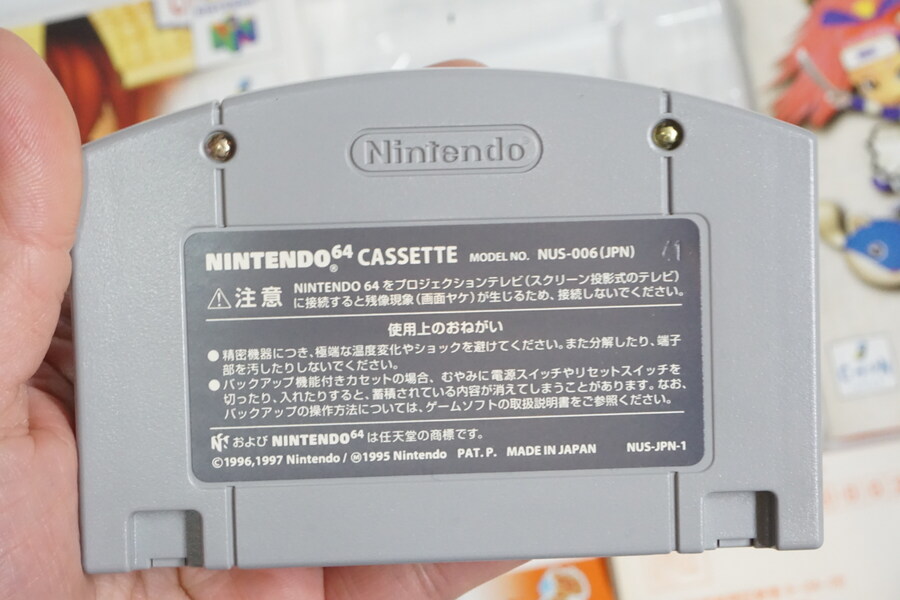 Nintendo
NINTENDO64® CASSETTE MODEL NO. NUS-006(JPN) 41
⚠注意 NINTENDO 64 をプロジェクションテレビ(スクリーン投影式のテレビ)
に接続すると残像現象(画面ヤケ)が生じるため、接続しないでください。
使用上のおねがい
●精密機器につき、極端な温度変化やショックを避けてください。また分解したり、端子
部を汚したりしないでください。
●バックアップ機能付きカセットの場合、むやみに電源スイッチやリセットスイッチを
切ったり、入れたりすると、蓄積されている内容が消えてしまうことがあります。なお、
バックアップの操作方法については、ゲームソフトの取扱説明書をご参照ください。
および NINTENDO64 は任天堂の商標です。
©1996,1997 Nintendo / Ⓜ1995 Nintendo PAT. P. MADE IN JAPAN NUS-JPN-1